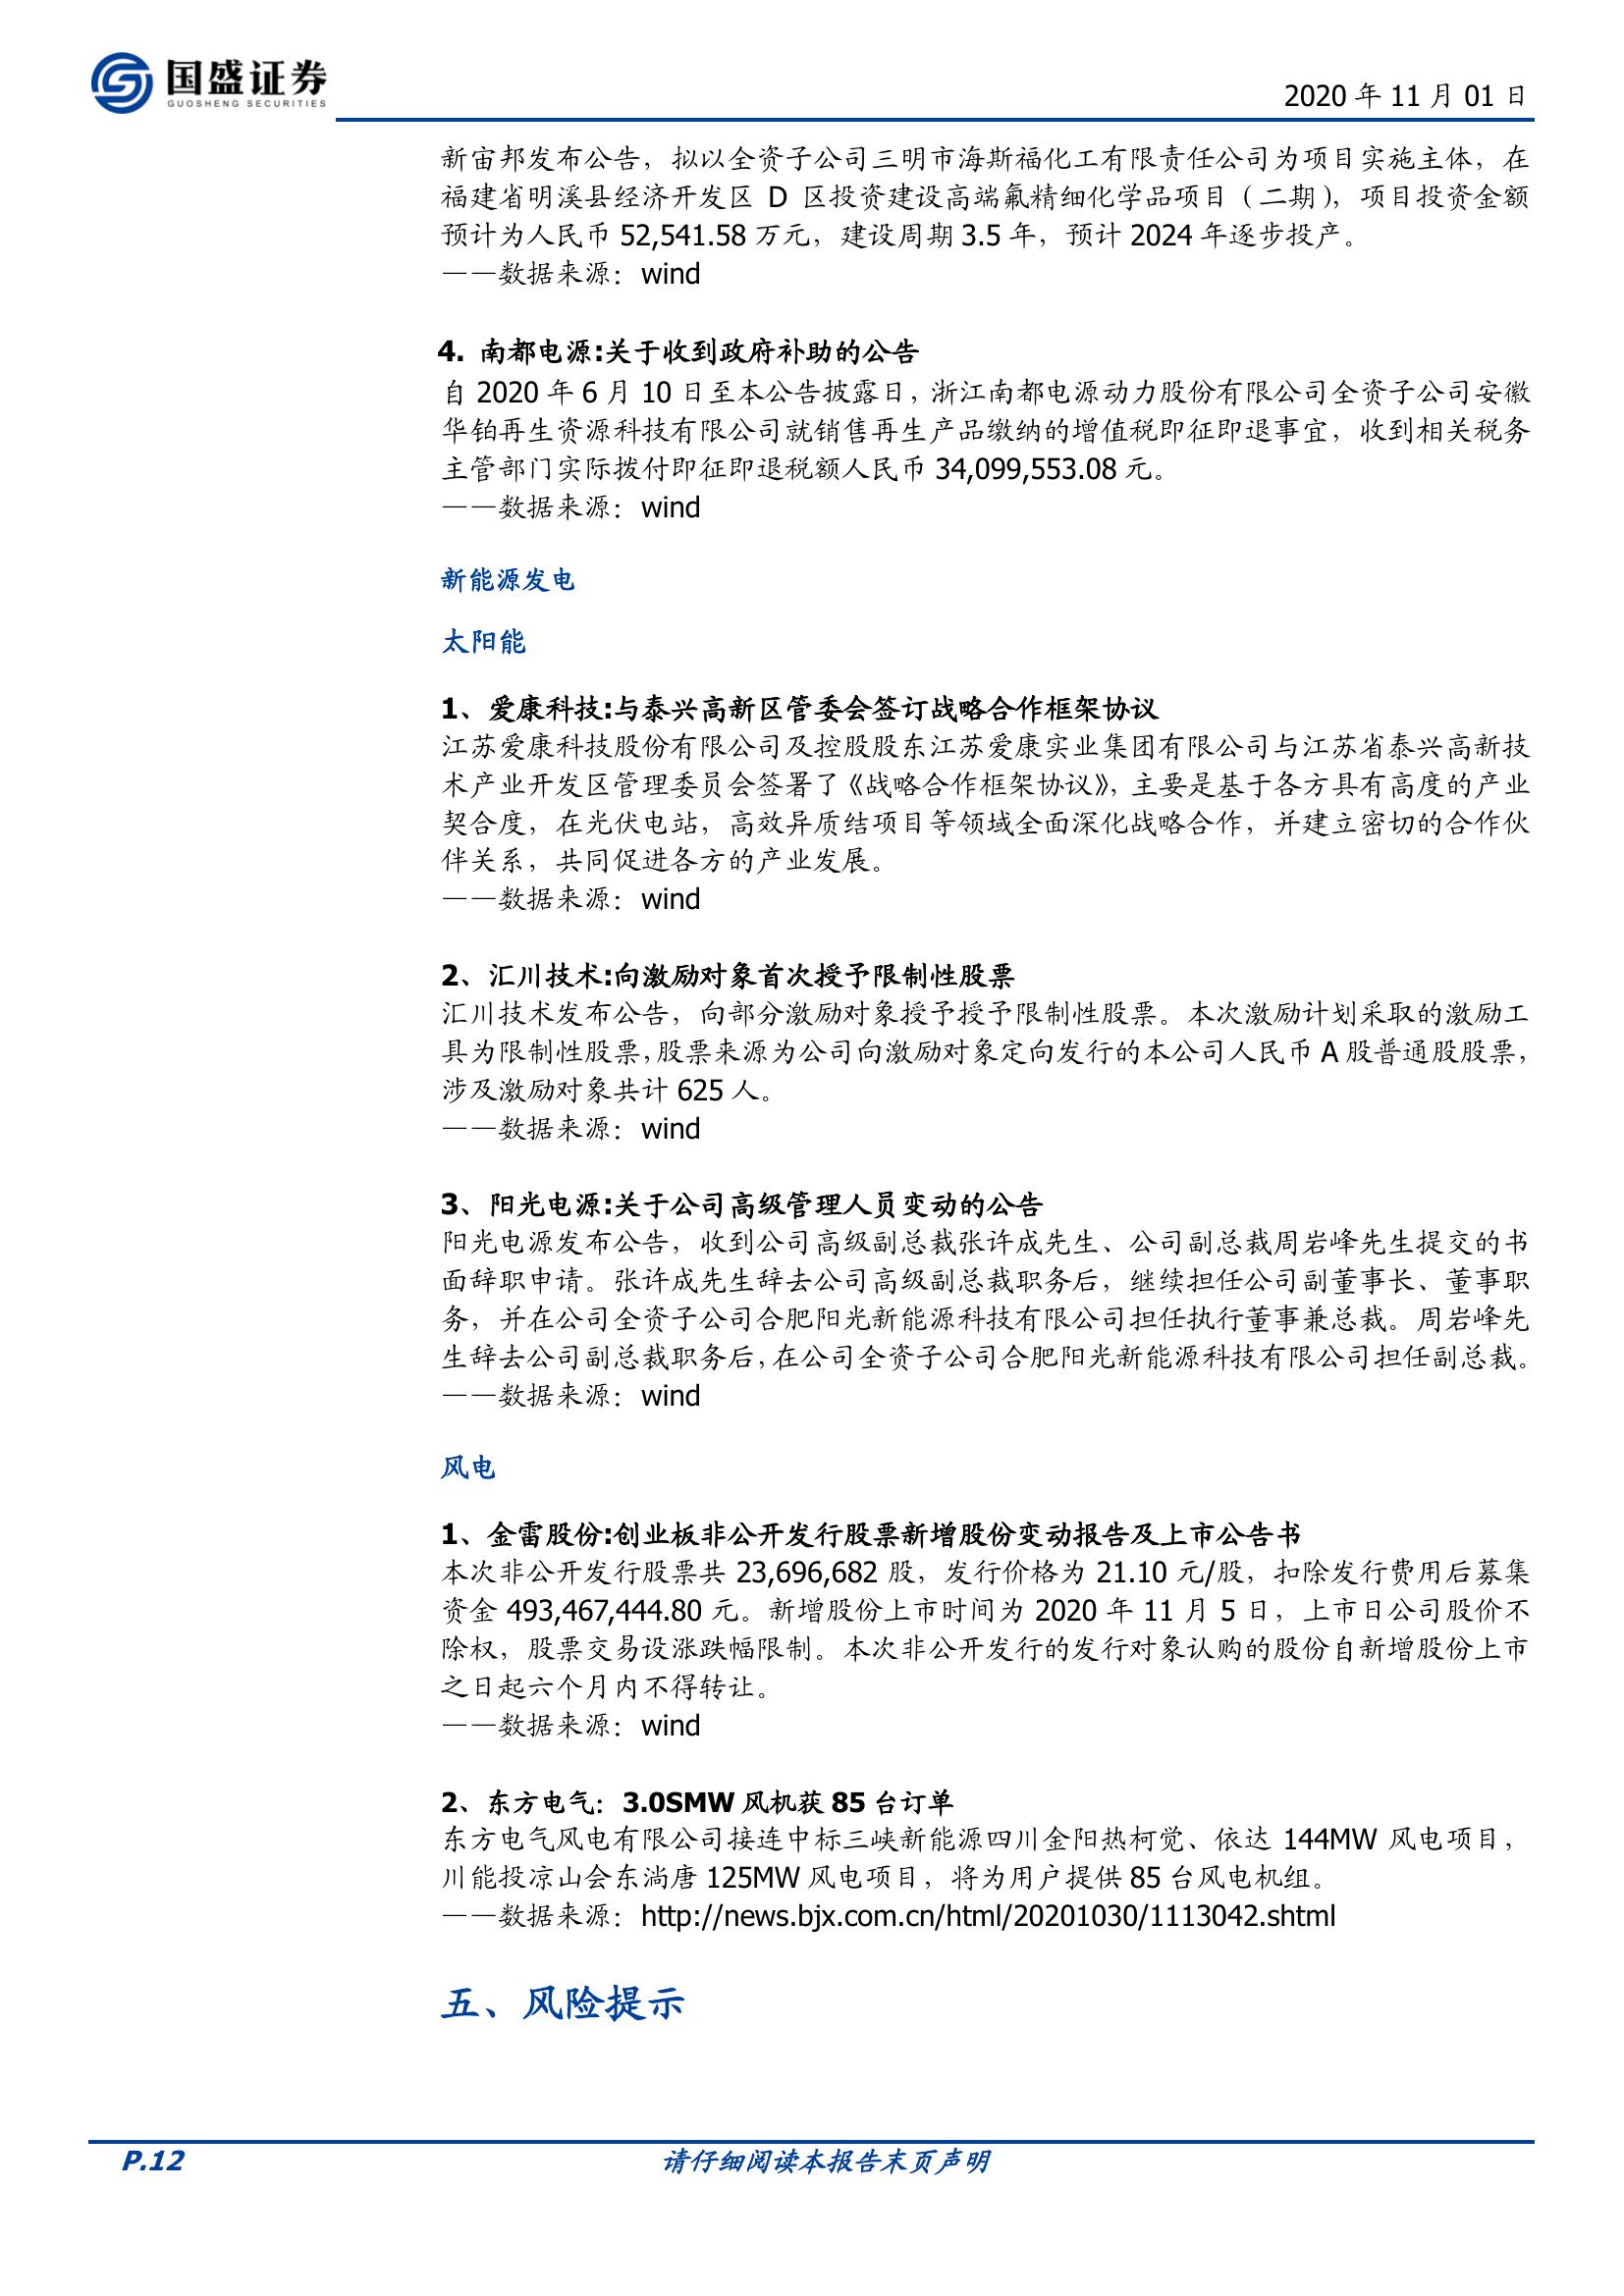 国盛证券
GUOSHENG SECURITIES
2020 年 11 月 01 日
新宙邦发布公告，拟以全资子公司三明市海斯福化工有限责任公司为项目实施主体，在
福建省明溪县经济开发区 D 区投资建设高端氟精细化学品项目（二期），项目投资金额
预计为人民币 52,541.58 万元，建设周期 3.5 年，预计 2024 年逐步投产。
——数据来源：wind
4. 南都电源:关于收到政府补助的公告
自 2020 年 6 月 10 日至本公告披露日，浙江南都电源动力股份有限公司全资子公司安徽
华铂再生资源科技有限公司就销售再生产品缴纳的增值税即征即退事宜，收到相关税务
主管部门实际拨付即征即退税额人民币 34,099,553.08 元。
——数据来源：wind
新能源发电
太阳能
1、爱康科技:与泰兴高新区管委会签订战略合作框架协议
江苏爱康科技股份有限公司及控股股东江苏爱康实业集团有限公司与江苏省泰兴高新技
术产业开发区管理委员会签署了《战略合作框架协议》，主要是基于各方具有高度的产业
契合度，在光伏电站，高效异质结项目等领域全面深化战略合作，并建立密切的合作伙
伴关系，共同促进各方的产业发展。
——数据来源：wind
2、汇川技术:向激励对象首次授予限制性股票
汇川技术发布公告，向部分激励对象授予授予限制性股票。本次激励计划采取的激励工
具为限制性股票，股票来源为公司向激励对象定向发行的本公司人民币 A 股普通股股票，
涉及激励对象共计 625 人。
——数据来源：wind
3、阳光电源:关于公司高级管理人员变动的公告
阳光电源发布公告，收到公司高级副总裁张许成先生、公司副总裁周岩峰先生提交的书
面辞职申请。张许成先生辞去公司高级副总裁职务后，继续担任公司副董事长、董事职
务，并在公司全资子公司合肥阳光新能源科技有限公司担任执行董事兼总裁。周岩峰先
生辞去公司副总裁职务后，在公司全资子公司合肥阳光新能源科技有限公司担任副总裁。
——数据来源：wind
风电
1、金雷股份:创业板非公开发行股票新增股份变动报告及上市公告书
本次非公开发行股票共 23,696,682 股，发行价格为 21.10 元/股，扣除发行费用后募集
资金 493,467,444.80 元。新增股份上市时间为 2020 年 11 月 5 日，上市日公司股价不
除权，股票交易设涨跌幅限制。本次非公开发行的发行对象认购的股份自新增股份上市
之日起六个月内不得转让。
——数据来源：wind
2、东方电气：3.0SMW 风机获 85 台订单
东方电气风电有限公司接连中标三峡新能源四川金阳热柯觉、依达 144MW 风电项目，
川能投凉山会东淌唐 125MW 风电项目，将为用户提供 85 台风电机组。
——数据来源：http://news.bjx.com.cn/html/20201030/1113042.shtml
五、风险提示
P.12
请仔细阅读本报告末页声明